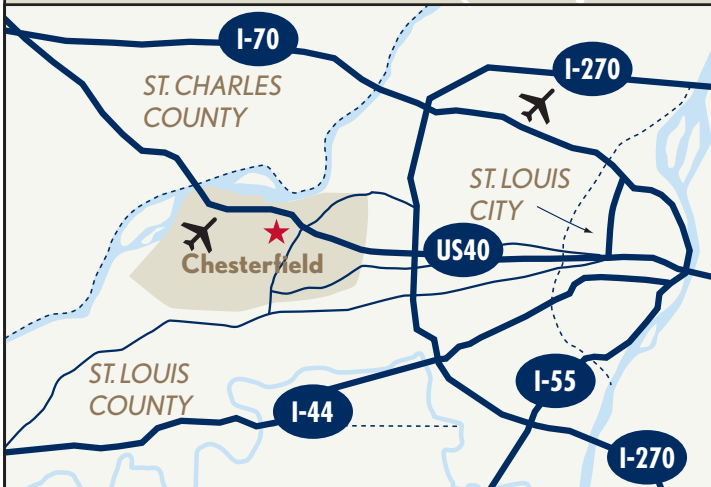 I-70
I-270
ST. CHARLES
COUNTY
ST. LOUIS
CITY
US40
Chesterfield
ST. LOUIS
COUNTY
I-55
I-44
I-270